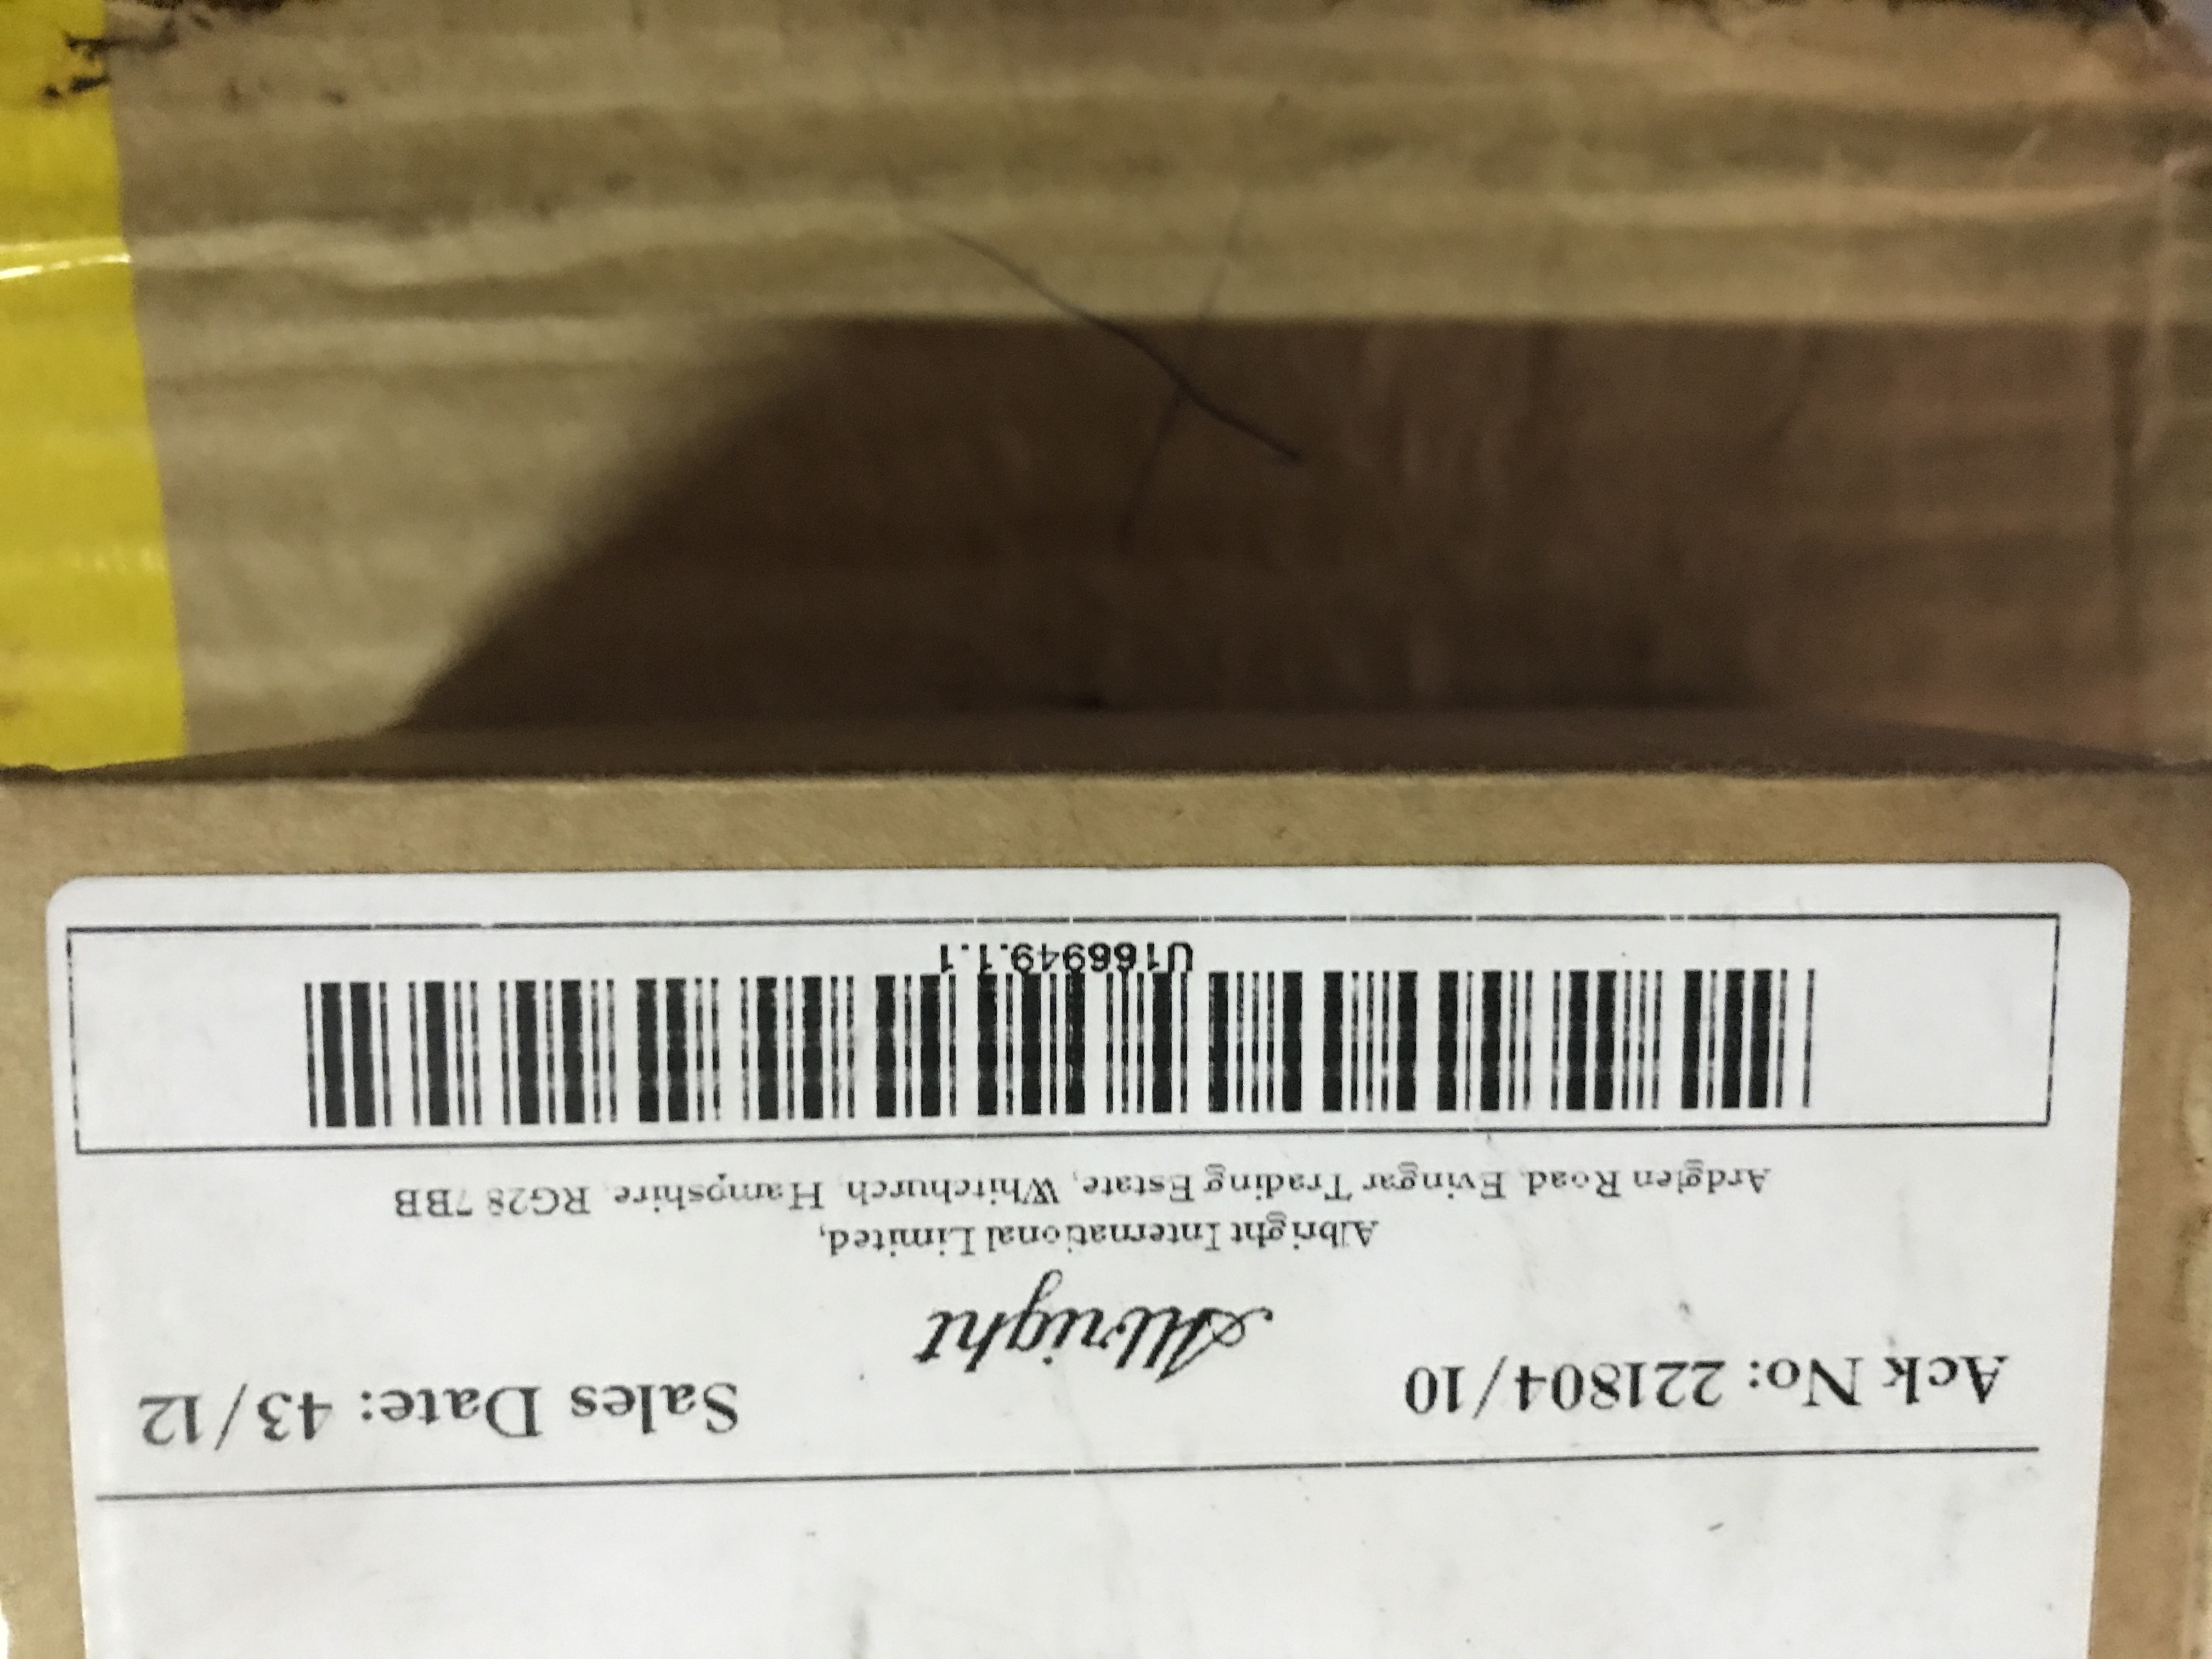 Ack No: 221804/10
Sales Date: 43/12
Albright
Albright International Limited,
Ardglen Road, Evingar Trading Estate, Whitchurch, Hampshire, RG28 7BB
U166949.1.1